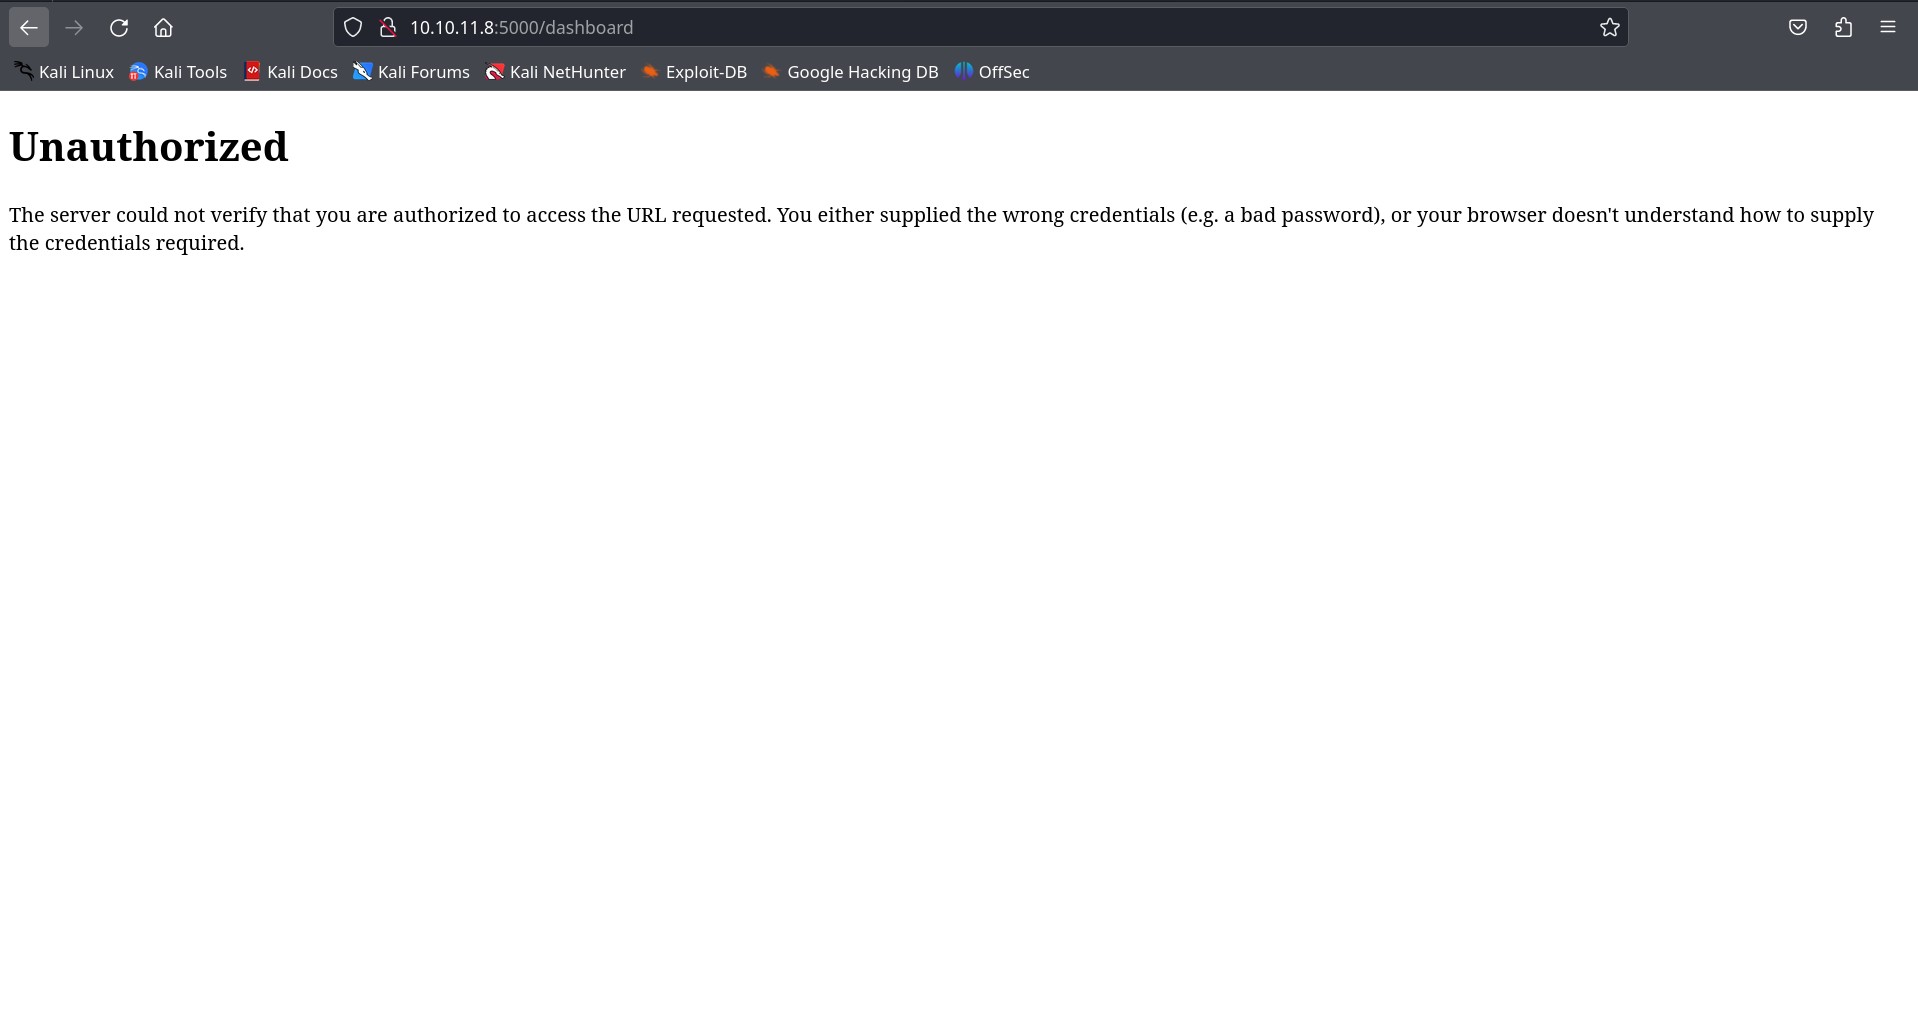 10.10.11.8:5000/dashboard
Kali Linux Kali Tools Kali Docs Kali Forums Kali NetHunter Exploit-DB Google Hacking DB OffSec
Unauthorized
The server could not verify that you are authorized to access the URL requested. You either supplied the wrong credentials (e.g. a bad password), or your browser doesn't understand how to supply
the credentials required.